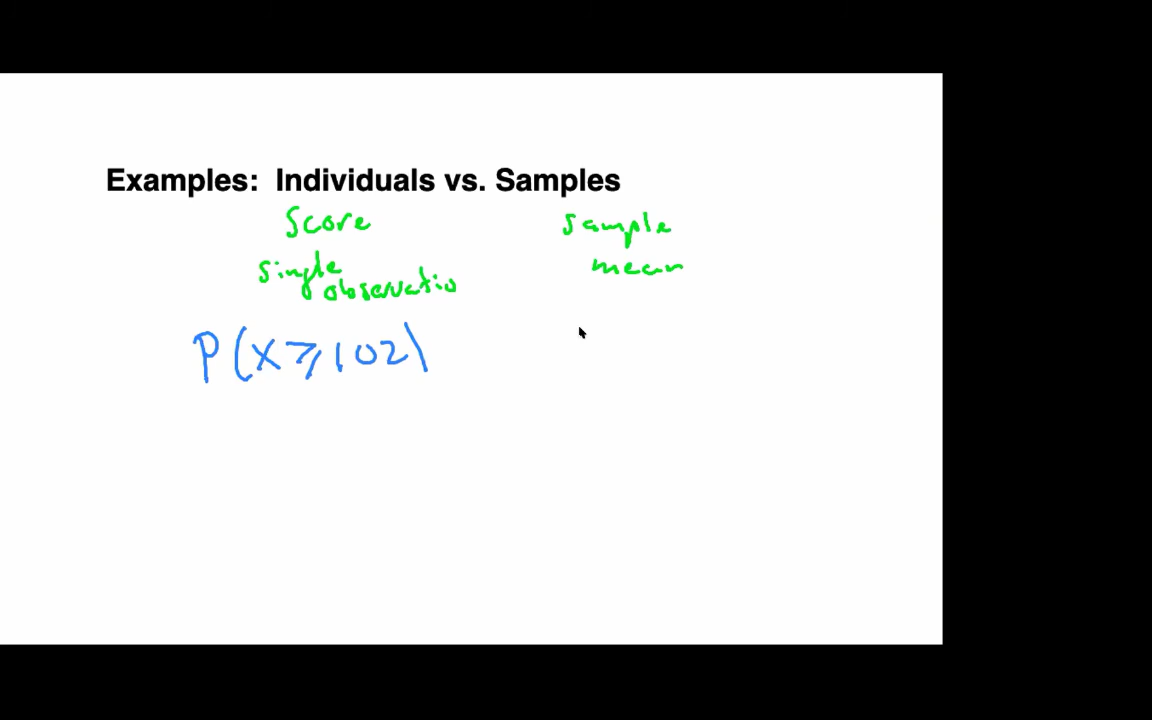 Examples: Individuals vs. Samples
Score
sample
single
mean
observatio
P(X ⩾ 102)